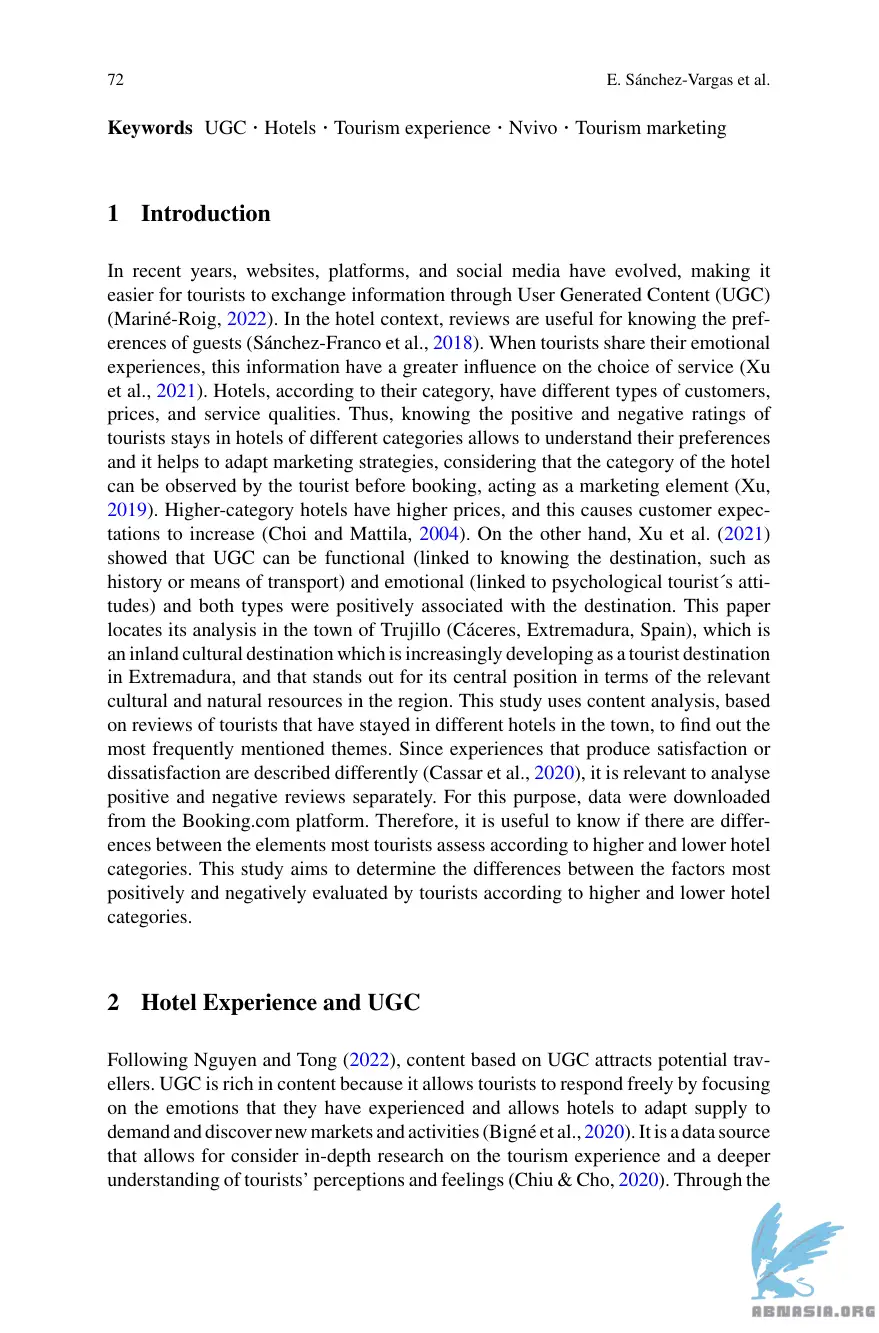 72 E. Sánchez-Vargas et al.
Keywords UGC · Hotels · Tourism experience · Nvivo · Tourism marketing
1 Introduction
In recent years, websites, platforms, and social media have evolved, making it
easier for tourists to exchange information through User Generated Content (UGC)
(Mariné-Roig, 2022). In the hotel context, reviews are useful for knowing the pref-
erences of guests (Sánchez-Franco et al., 2018). When tourists share their emotional
experiences, this information have a greater influence on the choice of service (Xu
et al., 2021). Hotels, according to their category, have different types of customers,
prices, and service qualities. Thus, knowing the positive and negative ratings of
tourists stays in hotels of different categories allows to understand their preferences
and it helps to adapt marketing strategies, considering that the category of the hotel
can be observed by the tourist before booking, acting as a marketing element (Xu,
2019). Higher-category hotels have higher prices, and this causes customer expec-
tations to increase (Choi and Mattila, 2004). On the other hand, Xu et al. (2021)
showed that UGC can be functional (linked to knowing the destination, such as
history or means of transport) and emotional (linked to psychological tourist´s atti-
tudes) and both types were positively associated with the destination. This paper
locates its analysis in the town of Trujillo (Cáceres, Extremadura, Spain), which is
an inland cultural destination which is increasingly developing as a tourist destination
in Extremadura, and that stands out for its central position in terms of the relevant
cultural and natural resources in the region. This study uses content analysis, based
on reviews of tourists that have stayed in different hotels in the town, to find out the
most frequently mentioned themes. Since experiences that produce satisfaction or
dissatisfaction are described differently (Cassar et al., 2020), it is relevant to analyse
positive and negative reviews separately. For this purpose, data were downloaded
from the Booking.com platform. Therefore, it is useful to know if there are differ-
ences between the elements most tourists assess according to higher and lower hotel
categories. This study aims to determine the differences between the factors most
positively and negatively evaluated by tourists according to higher and lower hotel
categories.
2 Hotel Experience and UGC
Following Nguyen and Tong (2022), content based on UGC attracts potential trav-
ellers. UGC is rich in content because it allows tourists to respond freely by focusing
on the emotions that they have experienced and allows hotels to adapt supply to
demand and discover new markets and activities (Bigné et al., 2020). It is a data source
that allows for consider in-depth research on the tourism experience and a deeper
understanding of tourists’ perceptions and feelings (Chiu & Cho, 2020). Through the
ABNASIA.ORG